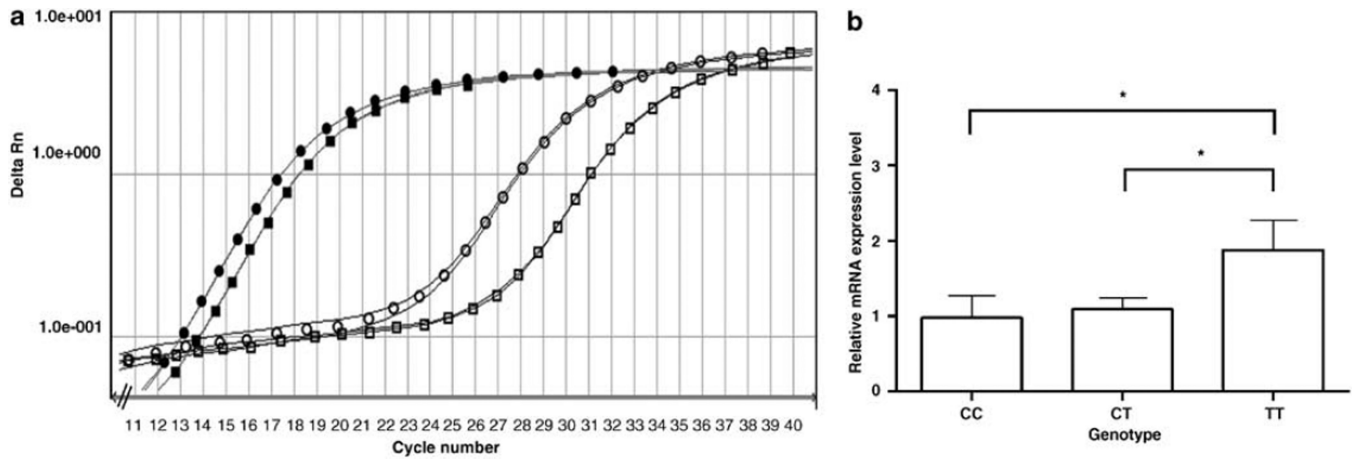 a
1.0e+001
1.0e+000
1.0e-001
Delta Rn
11 12 13 14 15 16 17 18 19 20 21 22 23 24 25 26 27 28 29 30 31 32 33 34 35 36 37 38 39 40
Cycle number
b
*
*
4
3
2
1
0
Relative mRNA expression level
CC CT TT
Genotype